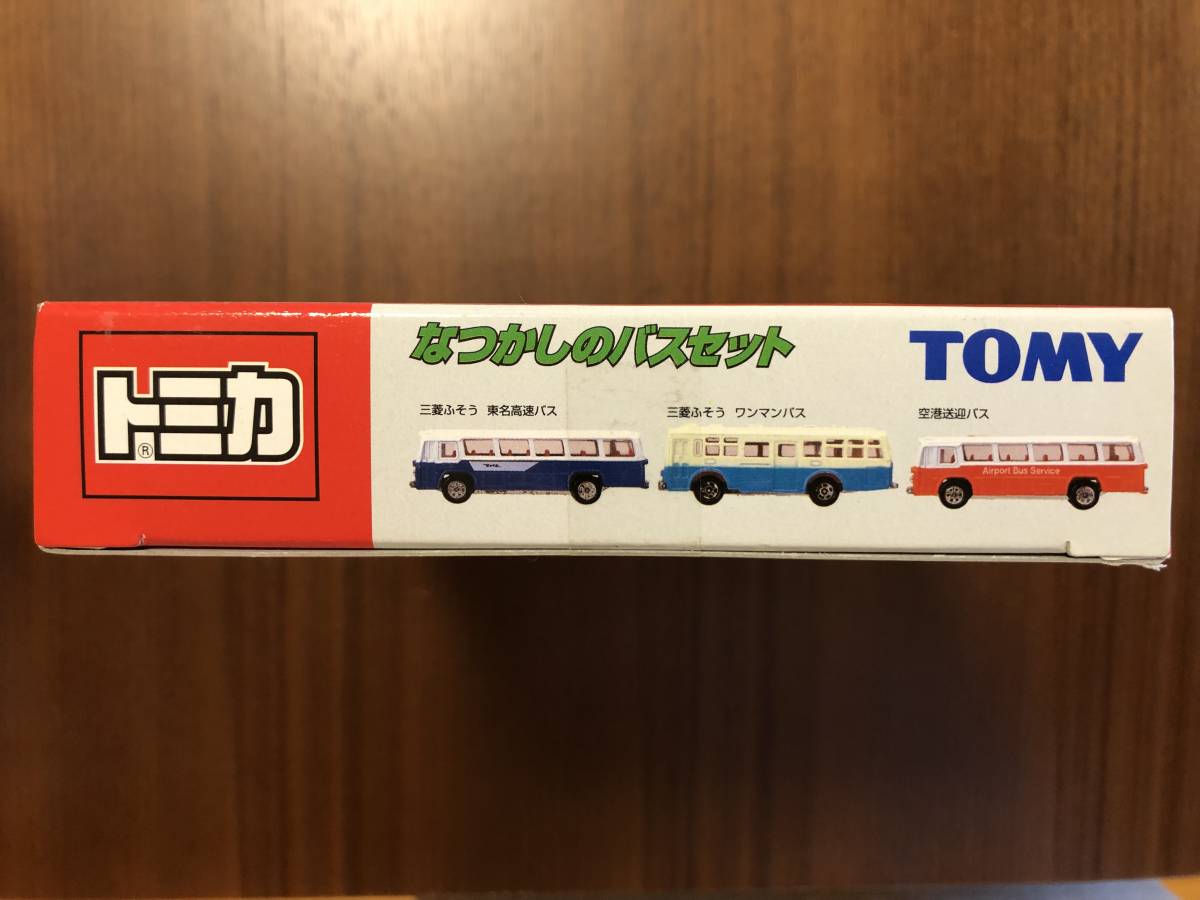 トミカ
®
なつかしのバスセット
TOMY
三菱ふそう 東名高速バス
三菱ふそう ワンマンバス
空港送迎バス
Airport Bus Service